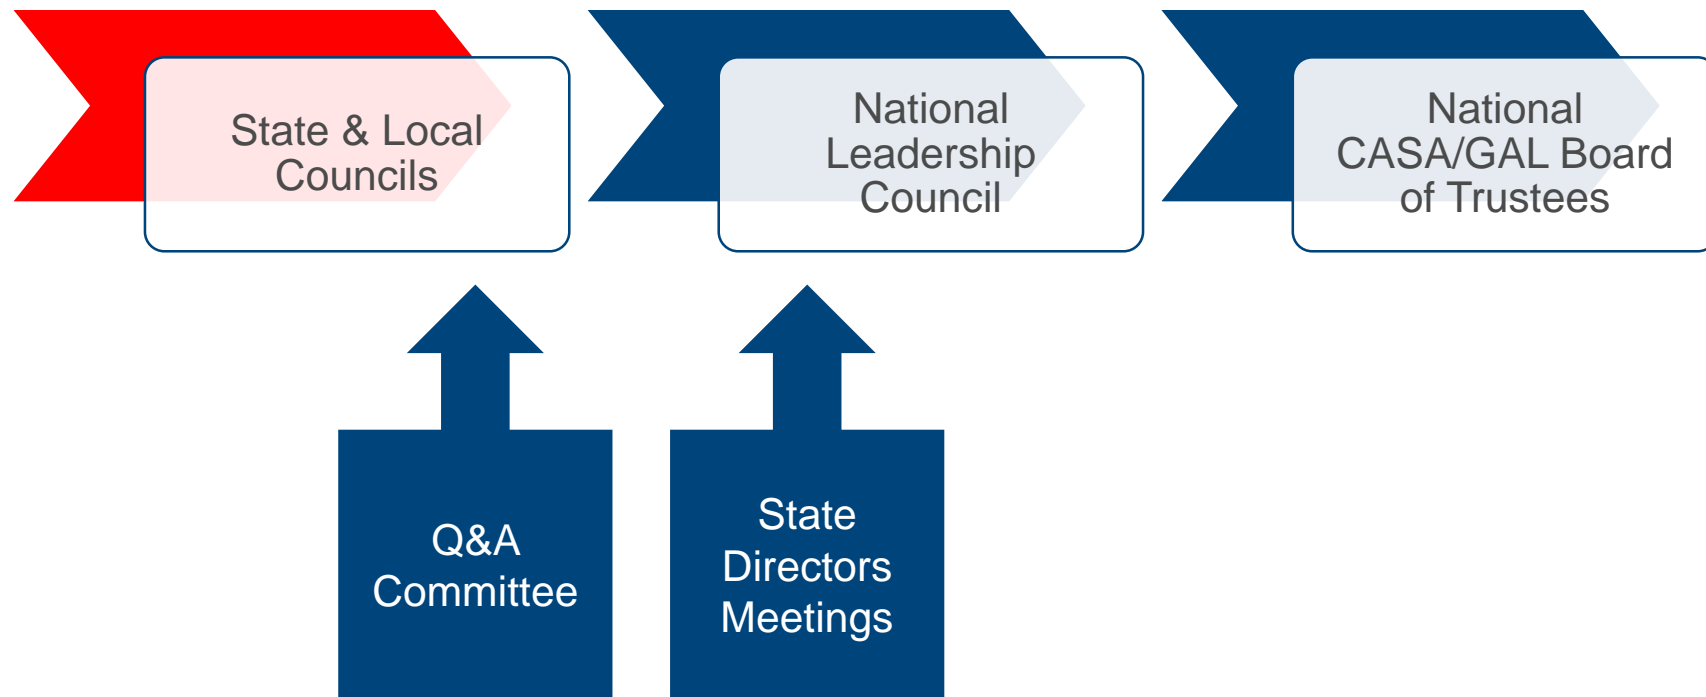 State & Local
Councils
National
Leadership
Council
National
CASA/GAL Board
of Trustees
Q&A
Committee
State
Directors
Meetings